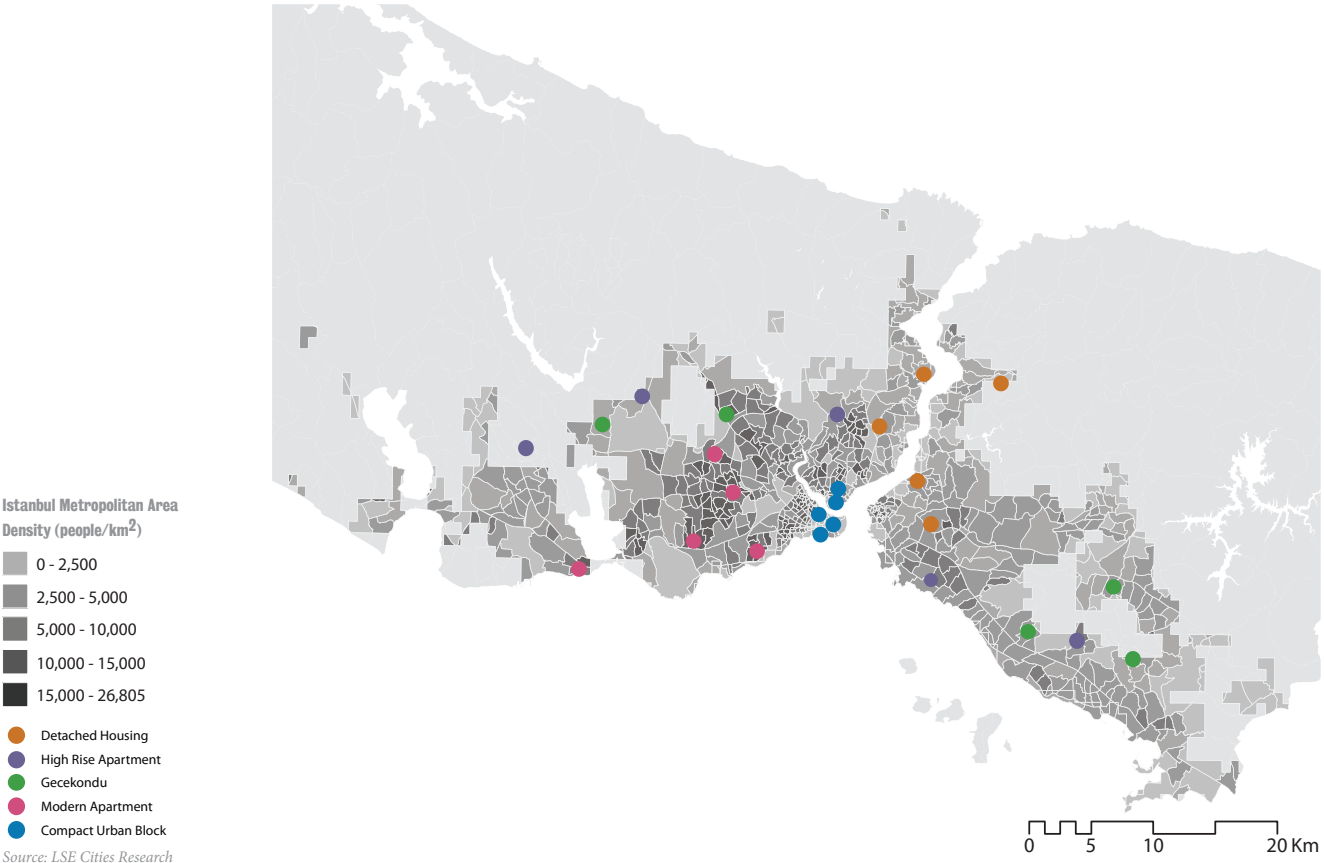 Istanbul Metropolitan Area
Density (people/km2)
0 - 2,500
2,500 - 5,000
5,000 - 10,000
10,000 - 15,000
15,000 - 26,805
Detached Housing
High Rise Apartment
Gecekondu
Modern Apartment
Compact Urban Block
Source: LSE Cities Research
0 5 10 20 Km